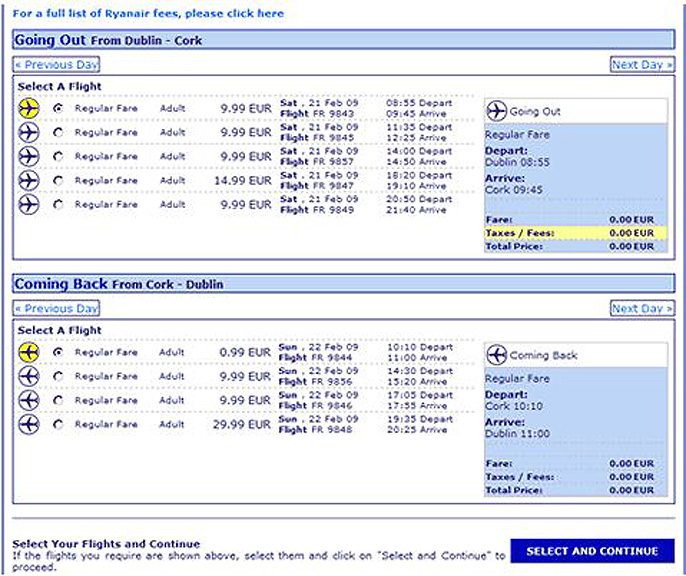 For a full list of Ryanair fees, please click here
Going Out From Dublin - Cork
« Previous Day
Next Day »
Select A Flight
Regular Fare Adult 9.99 EUR Sat , 21 Feb 09 08:55 Depart
Flight FR 9843 09:45 Arrive
Regular Fare Adult 9.99 EUR Sat , 21 Feb 09 11:35 Depart
Flight FR 9845 12:25 Arrive
Regular Fare Adult 9.99 EUR Sat , 21 Feb 09 14:00 Depart
Flight FR 9857 14:50 Arrive
Regular Fare Adult 14.99 EUR Sat , 21 Feb 09 18:20 Depart
Flight FR 9847 19:10 Arrive
Regular Fare Adult 9.99 EUR Sat , 21 Feb 09 20:50 Depart
Flight FR 9849 21:40 Arrive
Going Out
Regular Fare
Depart:
Dublin 08:55
Arrive:
Cork 09:45
Fare: 0.00 EUR
Taxes / Fees: 0.00 EUR
Total Price: 0.00 EUR
Coming Back From Cork - Dublin
« Previous Day
Next Day »
Select A Flight
Regular Fare Adult 0.99 EUR Sun , 22 Feb 09 10:10 Depart
Flight FR 9844 11:00 Arrive
Regular Fare Adult 9.99 EUR Sun , 22 Feb 09 14:30 Depart
Flight FR 9856 15:20 Arrive
Regular Fare Adult 9.99 EUR Sun , 22 Feb 09 17:05 Depart
Flight FR 9846 17:55 Arrive
Regular Fare Adult 29.99 EUR Sun , 22 Feb 09 19:35 Depart
Flight FR 9848 20:25 Arrive
Coming Back
Regular Fare
Depart:
Cork 10:10
Arrive:
Dublin 11:00
Fare: 0.00 EUR
Taxes / Fees: 0.00 EUR
Total Price: 0.00 EUR
Select Your Flights and Continue
If the flights you require are shown above, select them and click on "Select and Continue" to
proceed.
SELECT AND CONTINUE